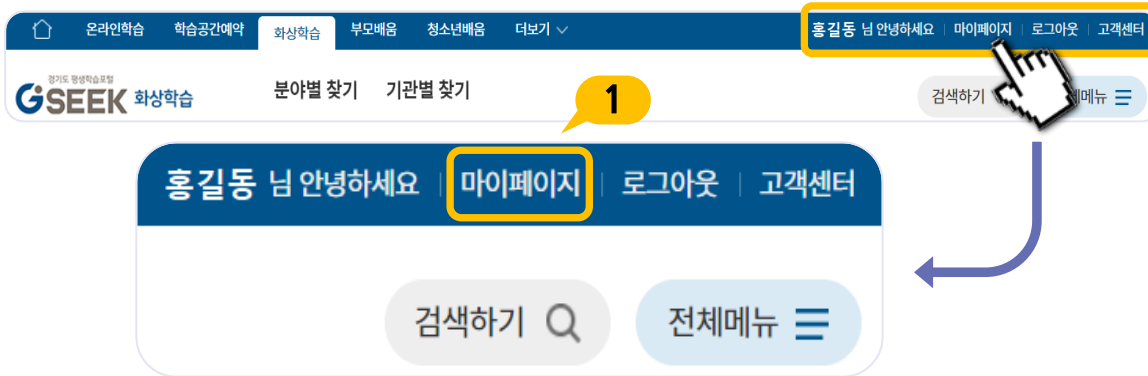 온라인학습 학습공간예약 화상학습 부모배움 청소년배움 더보기 홍길동 님 안녕하세요 마이페이지 로그아웃 고객센터
경기도 평생학습포털
GSEEK 화상학습 분야별 찾기 기관별 찾기 검색하기 메뉴
1
홍길동 님 안녕하세요 마이페이지 로그아웃 고객센터
검색하기 전체메뉴